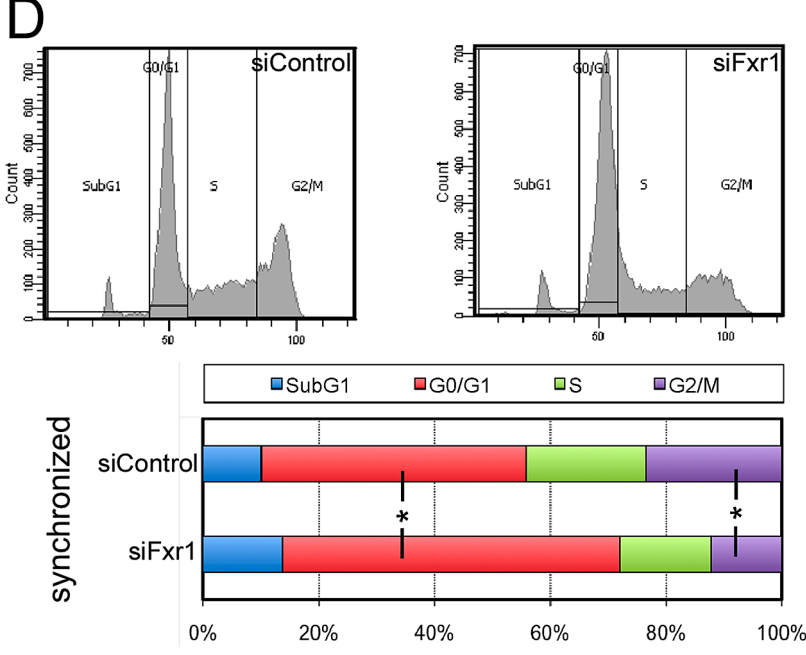 D
siControl
G0/G1
SubG1
S
G2/M
Count
700
600
500
400
300
200
100
0
50
100
siFxr1
G0/G1
SubG1
S
G2/M
Count
700
600
500
400
300
200
100
0
50
100
SubG1 G0/G1 S G2/M
synchronized
siControl
*
*
siFxr1
0% 20% 40% 60% 80% 100%